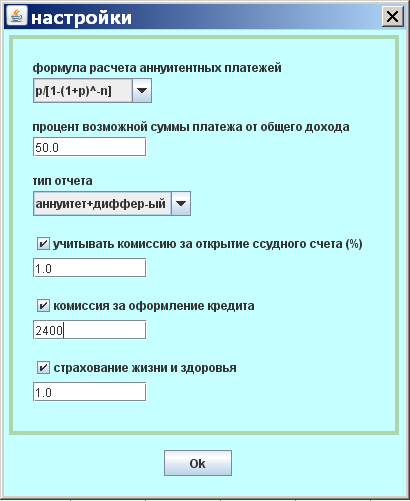 настройки
формула расчета аннуитентных платежей
p/[1-(1+p)^-n]
процент возможной суммы платежа от общего дохода
50.0
тип отчета
аннуитет+диффер-ый
учитывать комиссию за открытие ссудного счета (%)
1.0
комиссия за оформление кредита
2400
страхование жизни и здоровья
1.0
Ok